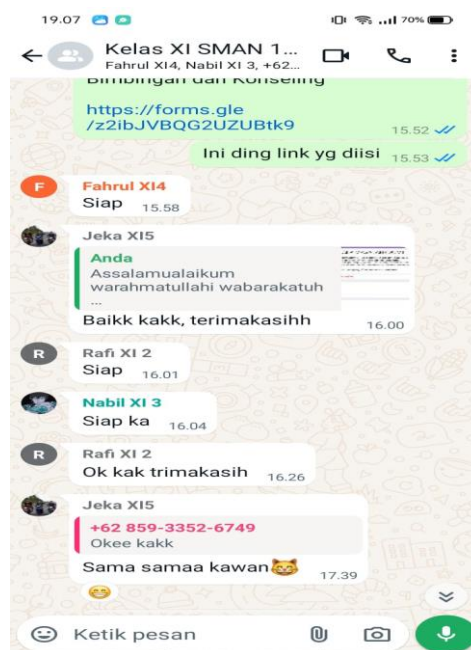 19.07 70%
Kelas XI SMAN 1...
Fahrul XI4, Nabil XI 3, +62...
Bimbingan dan Konseling
https://forms.gle
/z2ibJVBQG2UZUBtk9
15.52
Ini ding link yg diisi 15.53
F Fahrul XI4
Siap 15.58
Jeka XI5
Anda
Assalamualaikum
warahmatullahi wabarakatuh
...
Baikk kakk, terimakasihh
16.00
R Rafi XI 2
Siap 16.01
Nabil XI 3
Siap ka 16.04
R Rafi XI 2
Ok kak trimakasih 16.26
Jeka XI5
+62 859-3352-6749
Okee kakk
Sama samaa kawan😸 17.39
Ketik pesan